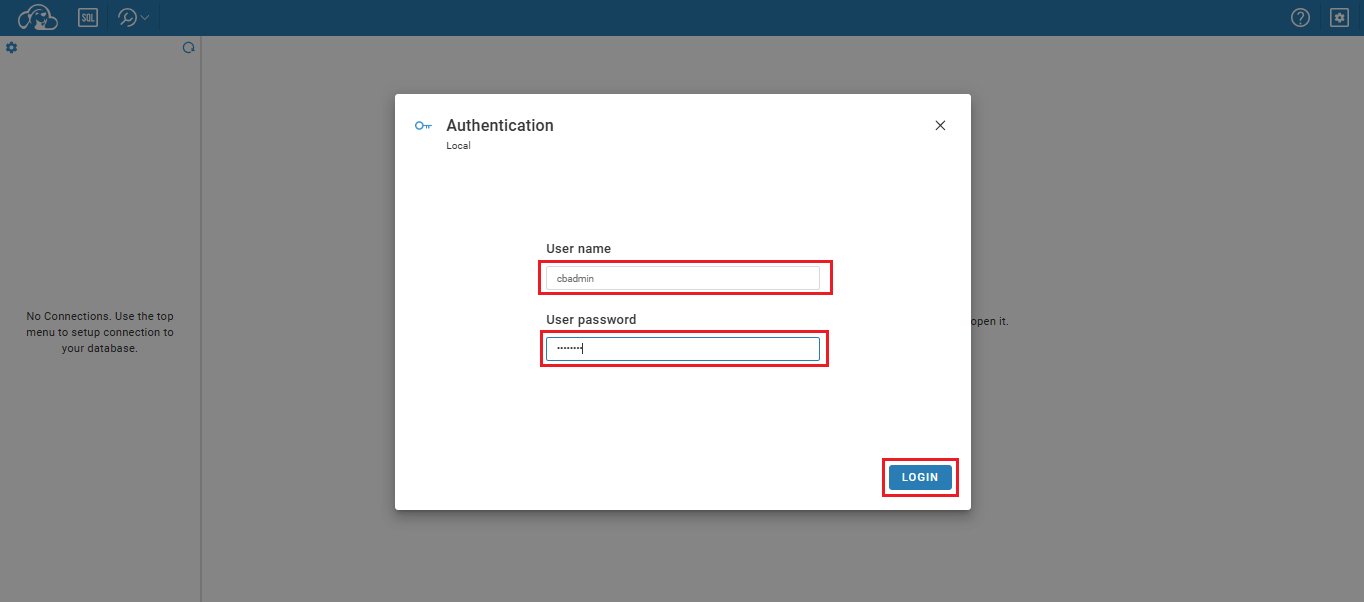 SQL
Authentication
Local
User name
cbadmin
User password
••••••••
LOGIN
No Connections. Use the top
menu to setup connection to
your database.
open it.